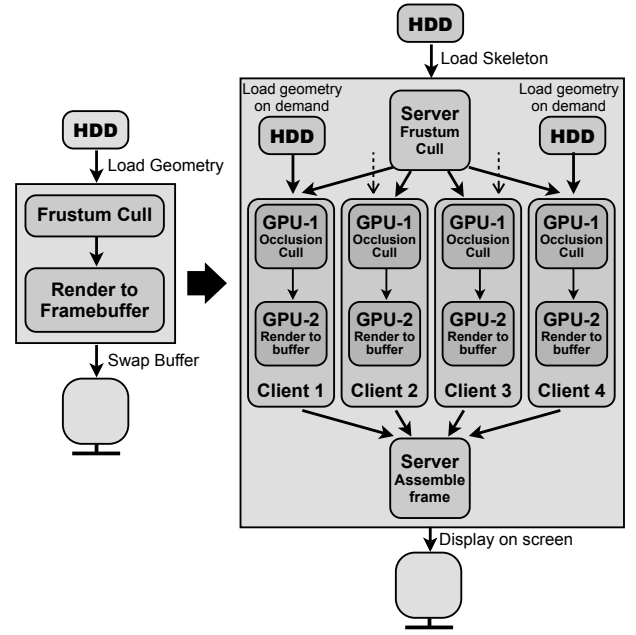 HDD
Load Geometry
Frustum Cull
Render to
Framebuffer
Swap Buffer
HDD
Load Skeleton
Load geometry
on demand
HDD
Server
Frustum
Cull
Load geometry
on demand
HDD
GPU-1
Occlusion
Cull
GPU-2
Render to
buffer
Client 1
GPU-1
Occlusion
Cull
GPU-2
Render to
buffer
Client 2
GPU-1
Occlusion
Cull
GPU-2
Render to
buffer
Client 3
GPU-1
Occlusion
Cull
GPU-2
Render to
buffer
Client 4
Server
Assemble
frame
Display on screen